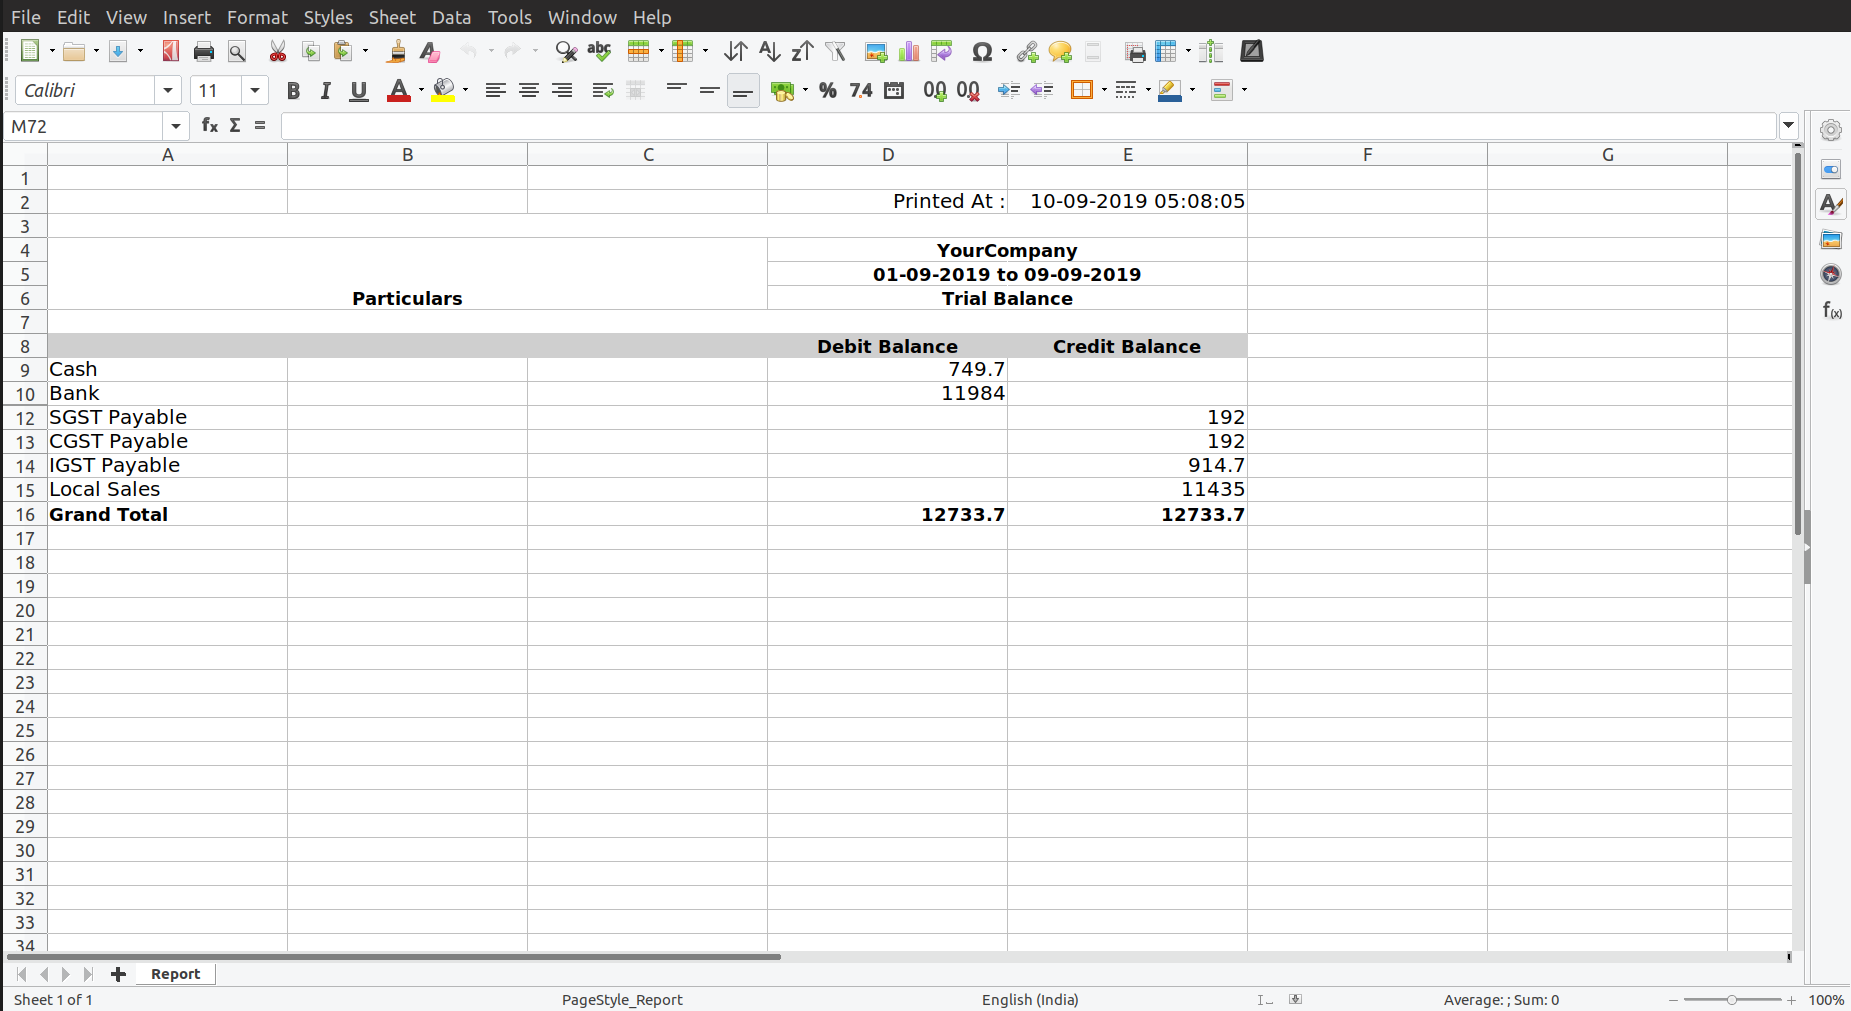 File Edit View Insert Format Styles Sheet Data Tools Window Help
Calibri 11
M72
A B C D E F G
1
2 Printed At : 10-09-2019 05:08:05
3
4 YourCompany
5 01-09-2019 to 09-09-2019
6 Particulars Trial Balance
7
8 Debit Balance Credit Balance
9 Cash 749.7
10 Bank 11984
12 SGST Payable 192
13 CGST Payable 192
14 IGST Payable 914.7
15 Local Sales 11435
16 Grand Total 12733.7 12733.7
17
18
19
20
21
22
23
24
25
26
27
28
29
30
31
32
33
34
Report
Sheet 1 of 1 PageStyle_Report English (India) Average: ; Sum: 0 100%